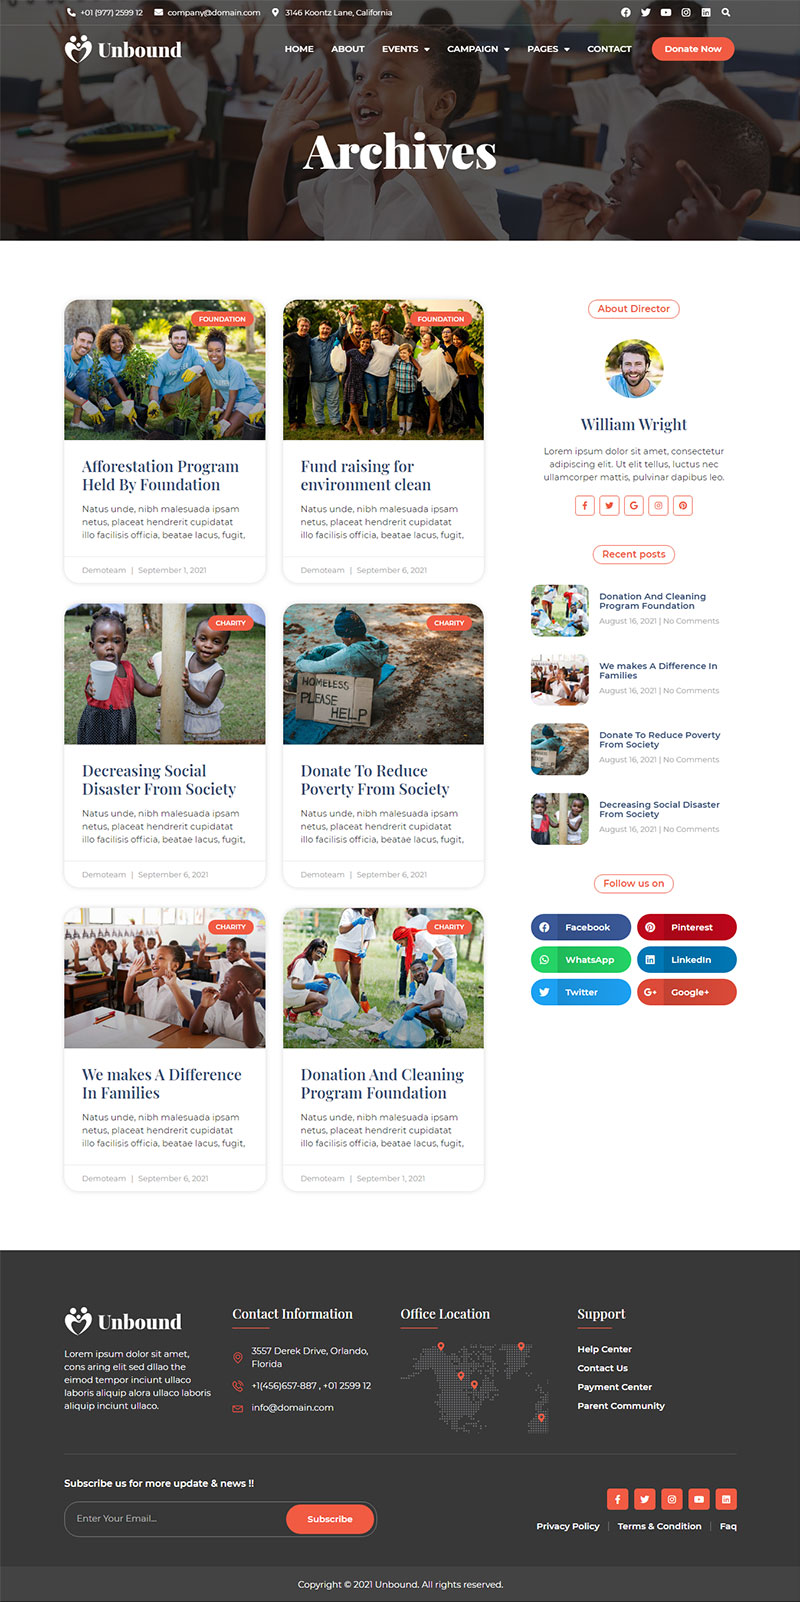 +01 (977) 2599 12 company@domain.com 3146 Koontz Lane, California
Unbound HOME ABOUT EVENTS CAMPAIGN PAGES CONTACT Donate Now
Archives
FOUNDATION
Afforestation Program
Held By Foundation
Natus unde, nibh malesuada ipsam
netus, placeat hendrerit cupidatat
illo facilisis officia, beatae lacus, fugit,
Demoteam | September 1, 2021
FOUNDATION
Fund raising for
environment clean
Natus unde, nibh malesuada ipsam
netus, placeat hendrerit cupidatat
illo facilisis officia, beatae lacus, fugit,
Demoteam | September 6, 2021
CHARITY
Decreasing Social
Disaster From Society
Natus unde, nibh malesuada ipsam
netus, placeat hendrerit cupidatat
illo facilisis officia, beatae lacus, fugit,
Demoteam | September 6, 2021
CHARITY
HOMELESS
PLEASE
HELP
Donate To Reduce
Poverty From Society
Natus unde, nibh malesuada ipsam
netus, placeat hendrerit cupidatat
illo facilisis officia, beatae lacus, fugit,
Demoteam | September 6, 2021
CHARITY
We makes A Difference
In Families
Natus unde, nibh malesuada ipsam
netus, placeat hendrerit cupidatat
illo facilisis officia, beatae lacus, fugit,
Demoteam | September 6, 2021
CHARITY
Donation And Cleaning
Program Foundation
Natus unde, nibh malesuada ipsam
netus, placeat hendrerit cupidatat
illo facilisis officia, beatae lacus, fugit,
Demoteam | September 1, 2021
About Director
William Wright
Lorem ipsum dolor sit amet, consectetur
adipiscing elit. Ut elit tellus, luctus nec
ullamcorper mattis, pulvinar dapibus leo.
Recent posts
Donation And Cleaning
Program Foundation
August 16, 2021 | No Comments
We makes A Difference In
Families
August 16, 2021 | No Comments
Donate To Reduce Poverty
From Society
August 16, 2021 | No Comments
Decreasing Social Disaster
From Society
August 16, 2021 | No Comments
Follow us on
Facebook Pinterest
WhatsApp LinkedIn
Twitter Google+
Unbound
Lorem ipsum dolor sit amet,
cons aring elit sed dllao the
eimod tempor inciunt ullaco
laboris aliquip alora ullaco laboris
aliquip inciunt ullaco.
Contact Information
3557 Derek Drive, Orlando,
Florida
+1(456)657-887 , +01 2599 12
info@domain.com
Office Location
Support
Help Center
Contact Us
Payment Center
Parent Community
Subscribe us for more update & news !!
Enter Your Email... Subscribe
Privacy Policy | Terms & Condition | Faq
Copyright © 2021 Unbound. All rights reserved.